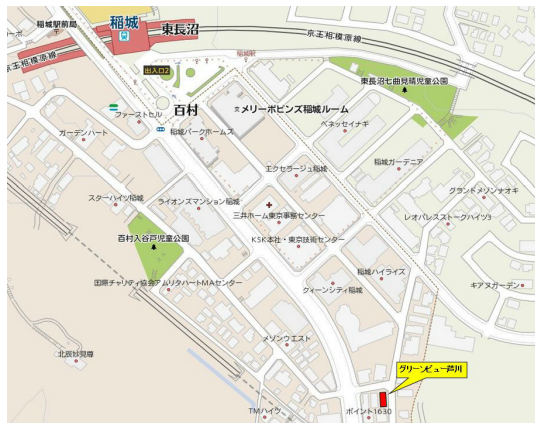 稲城駅前局
稲城
東長沼
京王相模原線
稲城駅
出入口2
京王相模原線
東長沼七曲見晴児童公園
百村
メリーポピンズ稲城ルーム
ファーストヒル
ベネッセイナギ
ガーデンハート
稲城パークホームズ
エクセラージュ稲城
稲城ガーデニア
グランドメゾンナオキ
スターハイツ稲城
ライオンズマンション稲城
三井ホーム東京事務センター
レオパレスストークハイツ3
百村入谷戸児童公園
KSK本社・東京技術センター
稲城ハイライズ
国際チャリティ協会アムリタハートMAセンター
クィーンシティ稲城
キアヌガーデン
メゾンウエスト
北辰妙見尊
グリーンビュー芦川
TMハイツ
ポイント1630